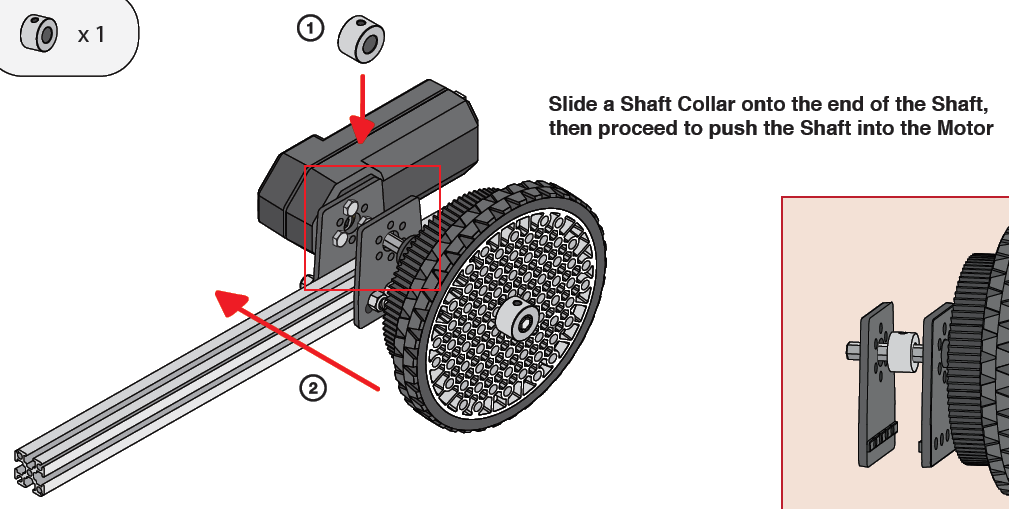 x 1
1
Slide a Shaft Collar onto the end of the Shaft,
then proceed to push the Shaft into the Motor
2